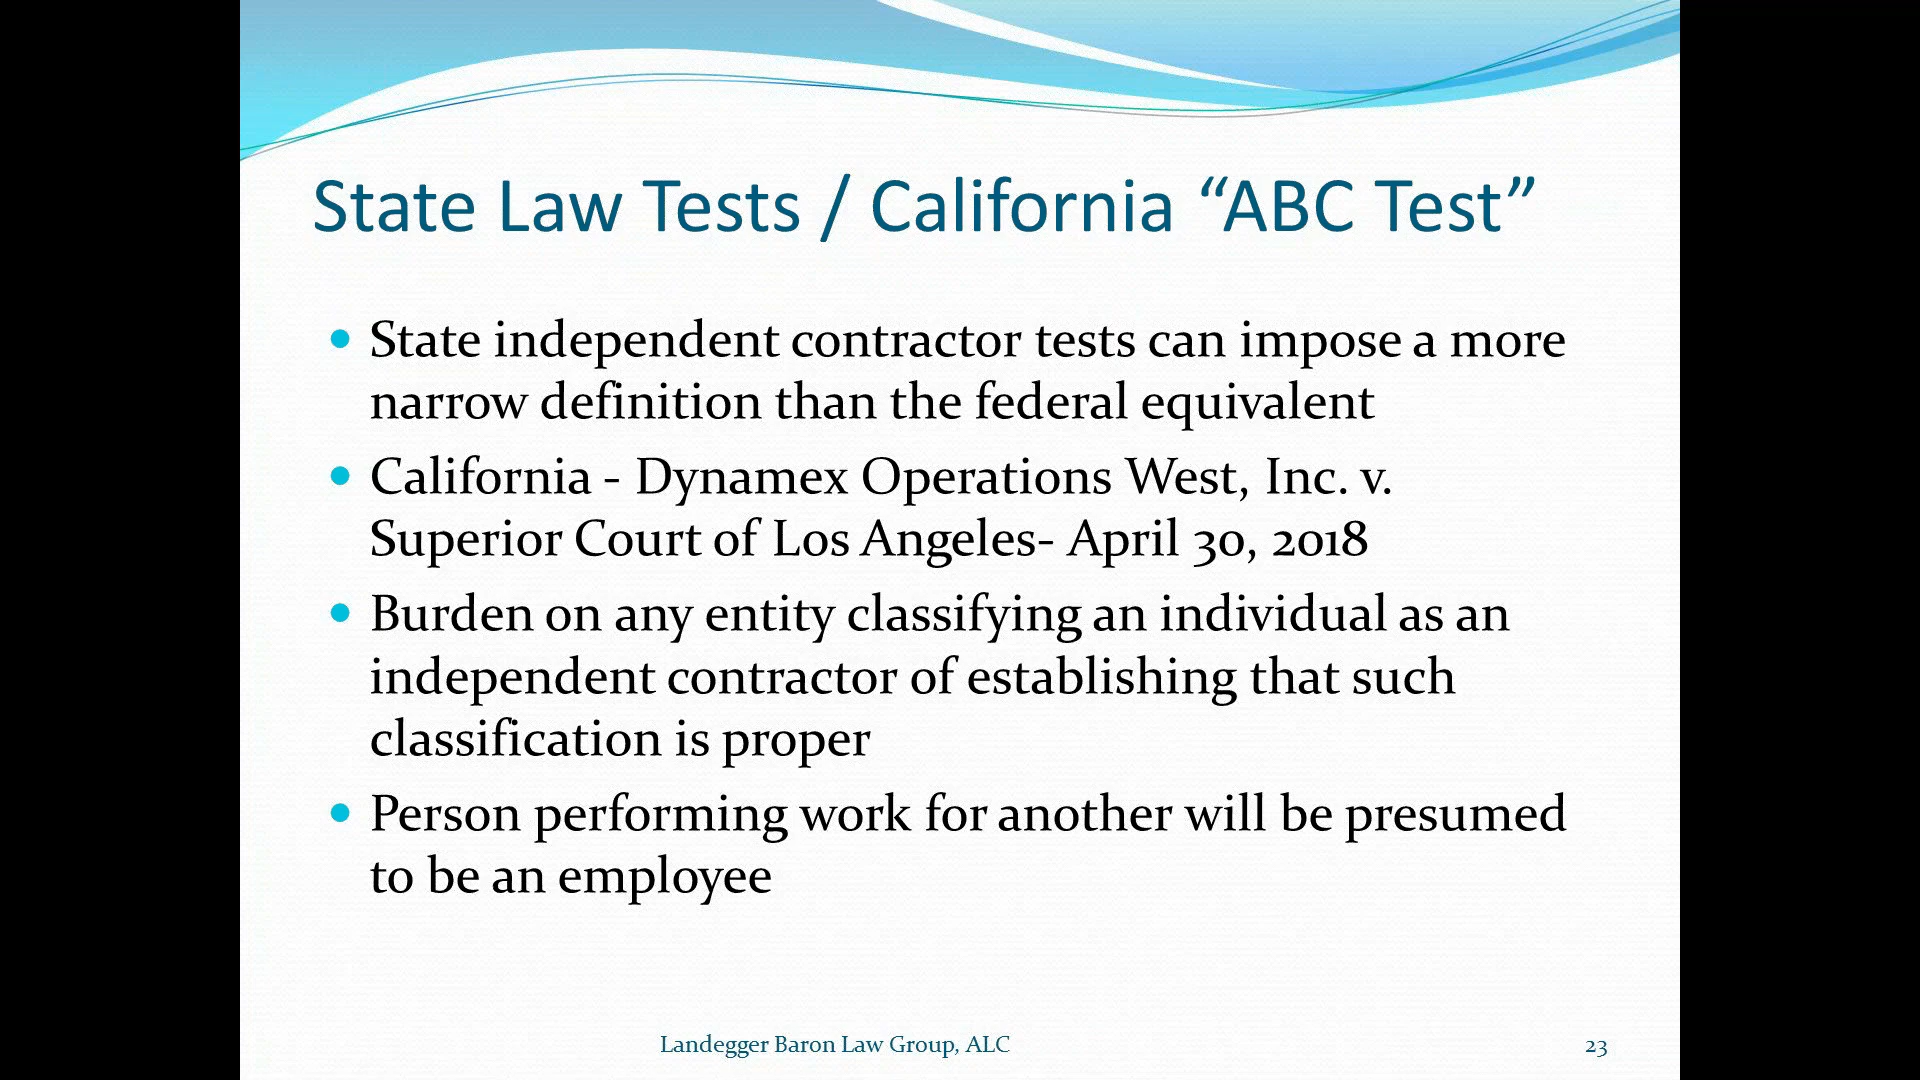 State Law Tests / California “ABC Test”
• State independent contractor tests can impose a more
narrow definition than the federal equivalent
• California - Dynamex Operations West, Inc. v.
Superior Court of Los Angeles- April 30, 2018
• Burden on any entity classifying an individual as an
independent contractor of establishing that such
classification is proper
• Person performing work for another will be presumed
to be an employee
Landegger Baron Law Group, ALC
23